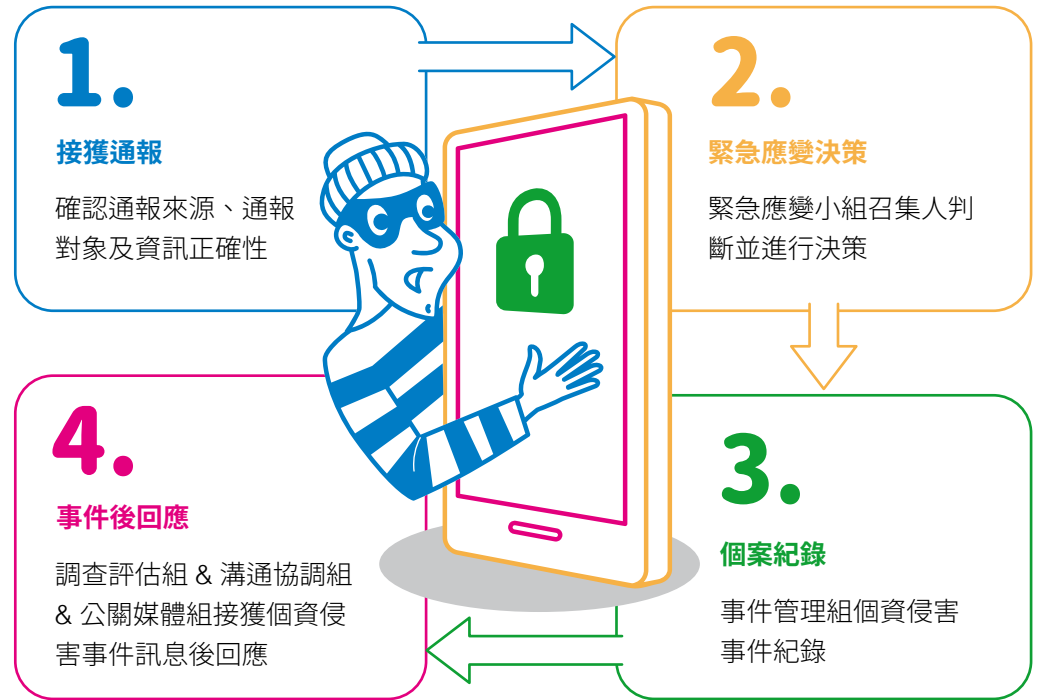 1.
接獲通報
確認通報來源、通報
對象及資訊正確性
2.
緊急應變決策
緊急應變小組召集人判
斷並進行決策
3.
個案紀錄
事件管理組個資侵害
事件紀錄
4.
事件後回應
調查評估組 & 溝通協調組
& 公關媒體組接獲個資侵
害事件訊息後回應